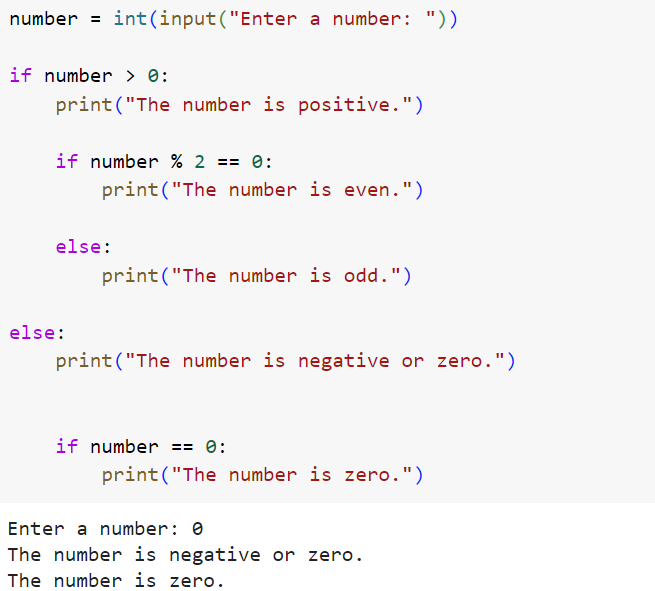 number = int(input("Enter a number: "))
if number > 0:
    print("The number is positive.")
    if number % 2 == 0:
        print("The number is even.")
    else:
        print("The number is odd.")
else:
    print("The number is negative or zero.")
    if number == 0:
        print("The number is zero.")
Enter a number: 0
The number is negative or zero.
The number is zero.